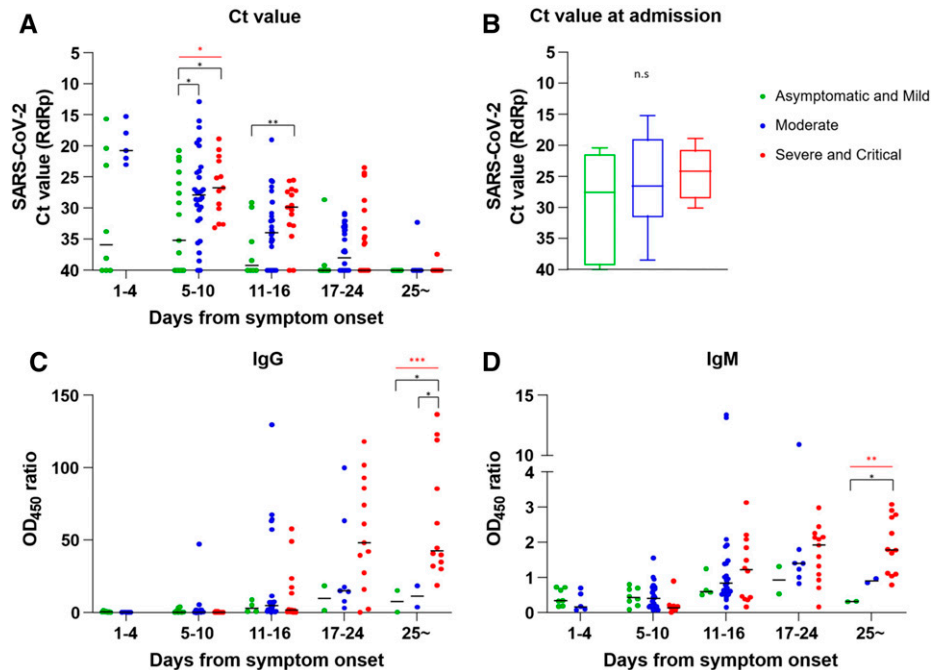 A
Ct value
SARS-CoV-2
Ct value (RdRp)
5
10
15
20
25
30
35
40
*
*
*
**
1-4
5-10
11-16
17-24
25~
Days from symptom onset
B
Ct value at admission
SARS-CoV-2
Ct value (RdRp)
5
10
15
20
25
30
35
40
n.s
Asymptomatic and Mild
Moderate
Severe and Critical
C
IgG
OD450 ratio
150
100
50
0
***
*
*
1-4
5-10
11-16
17-24
25~
Days from symptom onset
D
IgM
OD450 ratio
15
10
4
3
2
1
0
**
*
1-4
5-10
11-16
17-24
25~
Days from symptom onset